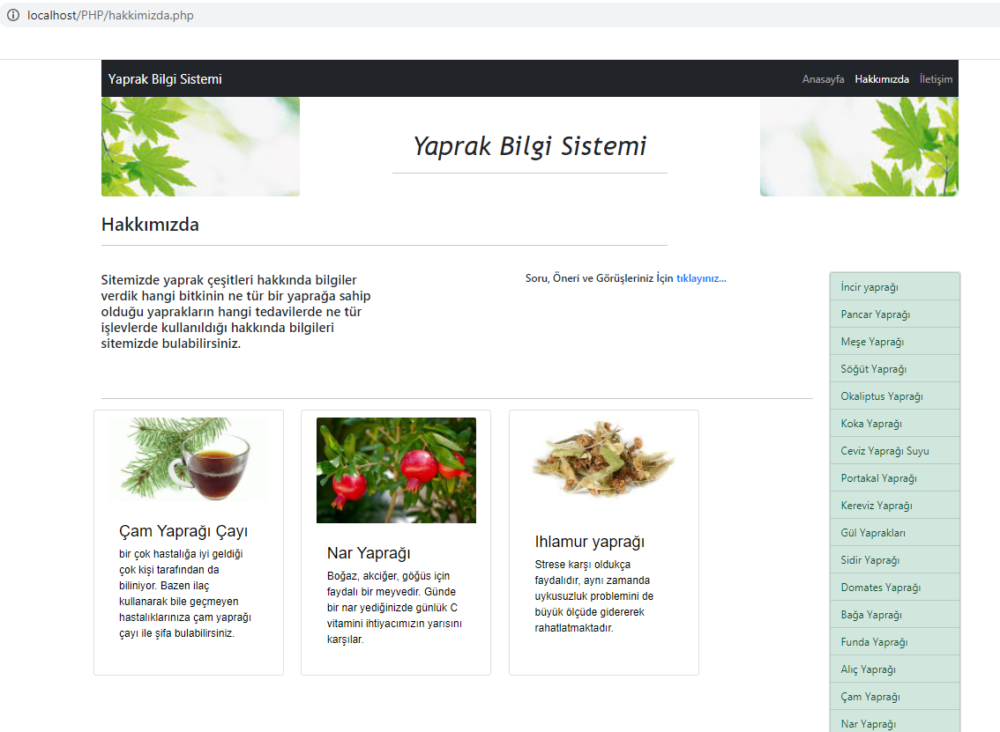 localhost/PHP/hakkimizda.php
Yaprak Bilgi Sistemi
Anasayfa Hakkımızda İletişim
Yaprak Bilgi Sistemi
Hakkımızda
Sitemizde yaprak çeşitleri hakkında bilgiler
verdik hangi bitkinin ne tür bir yaprağa sahip
olduğu yaprakların hangi tedavilerde ne tür
işlevlerde kullanıldığı hakkında bilgileri
sitemizde bulabilirsiniz.
Soru, Öneri ve Görüşleriniz İçin tıklayınız...
Çam Yaprağı Çayı
bir çok hastalığa iyi geldiği
çok kişi tarafından da
biliniyor. Bazen ilaç
kullanarak bile geçmeyen
hastalıklarınıza çam yaprağı
çayı ile şifa bulabilirsiniz.
Nar Yaprağı
Boğaz, akciğer, göğüs için
faydalı bir meyvedir. Günde
bir nar yediğinizde günlük C
vitamini ihtiyacımızın yarısını
karşılar.
Ihlamur yaprağı
Strese karşı oldukça
faydalıdır, aynı zamanda
uykusuzluk problemini de
büyük ölçüde gidererek
rahatlatmaktadır.
İncir yaprağı
Pancar Yaprağı
Meşe Yaprağı
Söğüt Yaprağı
Okaliptus Yaprağı
Koka Yaprağı
Ceviz Yaprağı Suyu
Portakal Yaprağı
Kereviz Yaprağı
Gül Yaprakları
Sidir Yaprağı
Domates Yaprağı
Bağa Yaprağı
Funda Yaprağı
Alıç Yaprağı
Çam Yaprağı
Nar Yaprağı